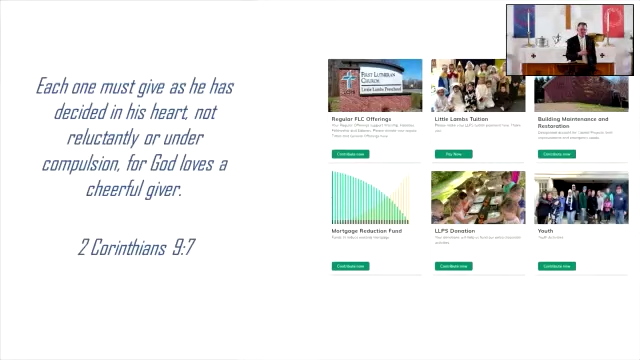 Each one must give as he has
decided in his heart, not
reluctantly or under
compulsion, for God loves a
cheerful giver.
2 Corinthians 9:7
FIRST LUTHERAN
CHURCH
Little Lambs Preschool
Regular FLC Offerings
Contribute now
Little Lambs Tuition
Pay Now
Building Maintenance and
Restoration
Contribute now
Mortgage Reduction Fund
Contribute now
LLPS Donation
Contribute now
Youth
Contribute now